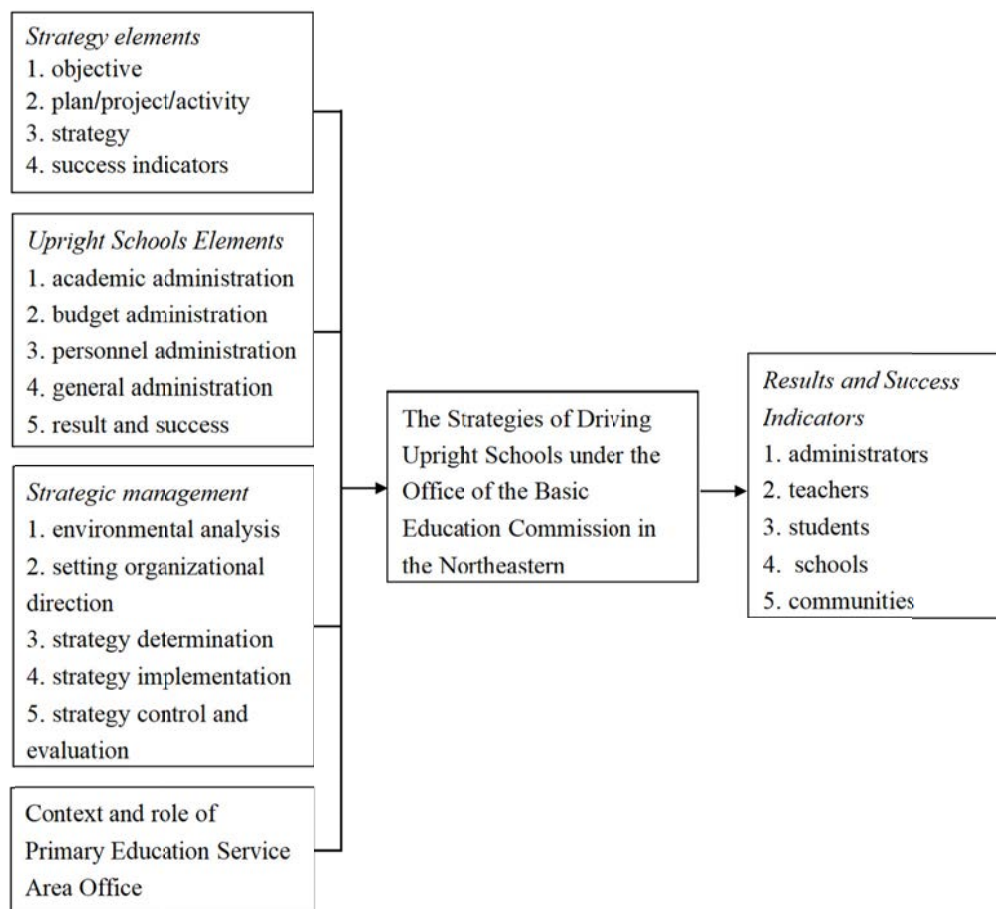 Strategy elements
1. objective
2. plan/project/activity
3. strategy
4. success indicators
Upright Schools Elements
1. academic administration
2. budget administration
3. personnel administration
4. general administration
5. result and success
Strategic management
1. environmental analysis
2. setting organizational
direction
3. strategy determination
4. strategy implementation
5. strategy control and
evaluation
Context and role of
Primary Education Service
Area Office
The Strategies of Driving
Upright Schools under the
Office of the Basic
Education Commission in
the Northeastern
Results and Success
Indicators
1. administrators
2. teachers
3. students
4. schools
5. communities